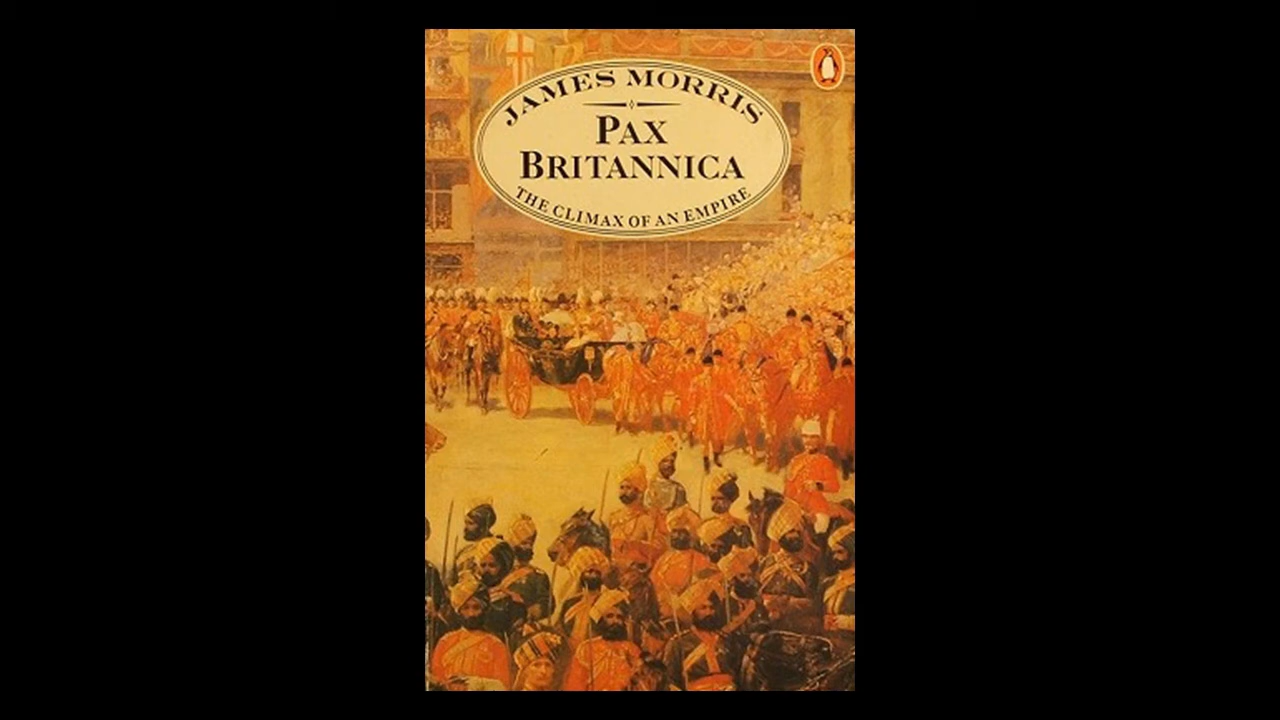 JAMES MORRIS
PAX
BRITANNICA
THE CLIMAX OF AN EMPIRE